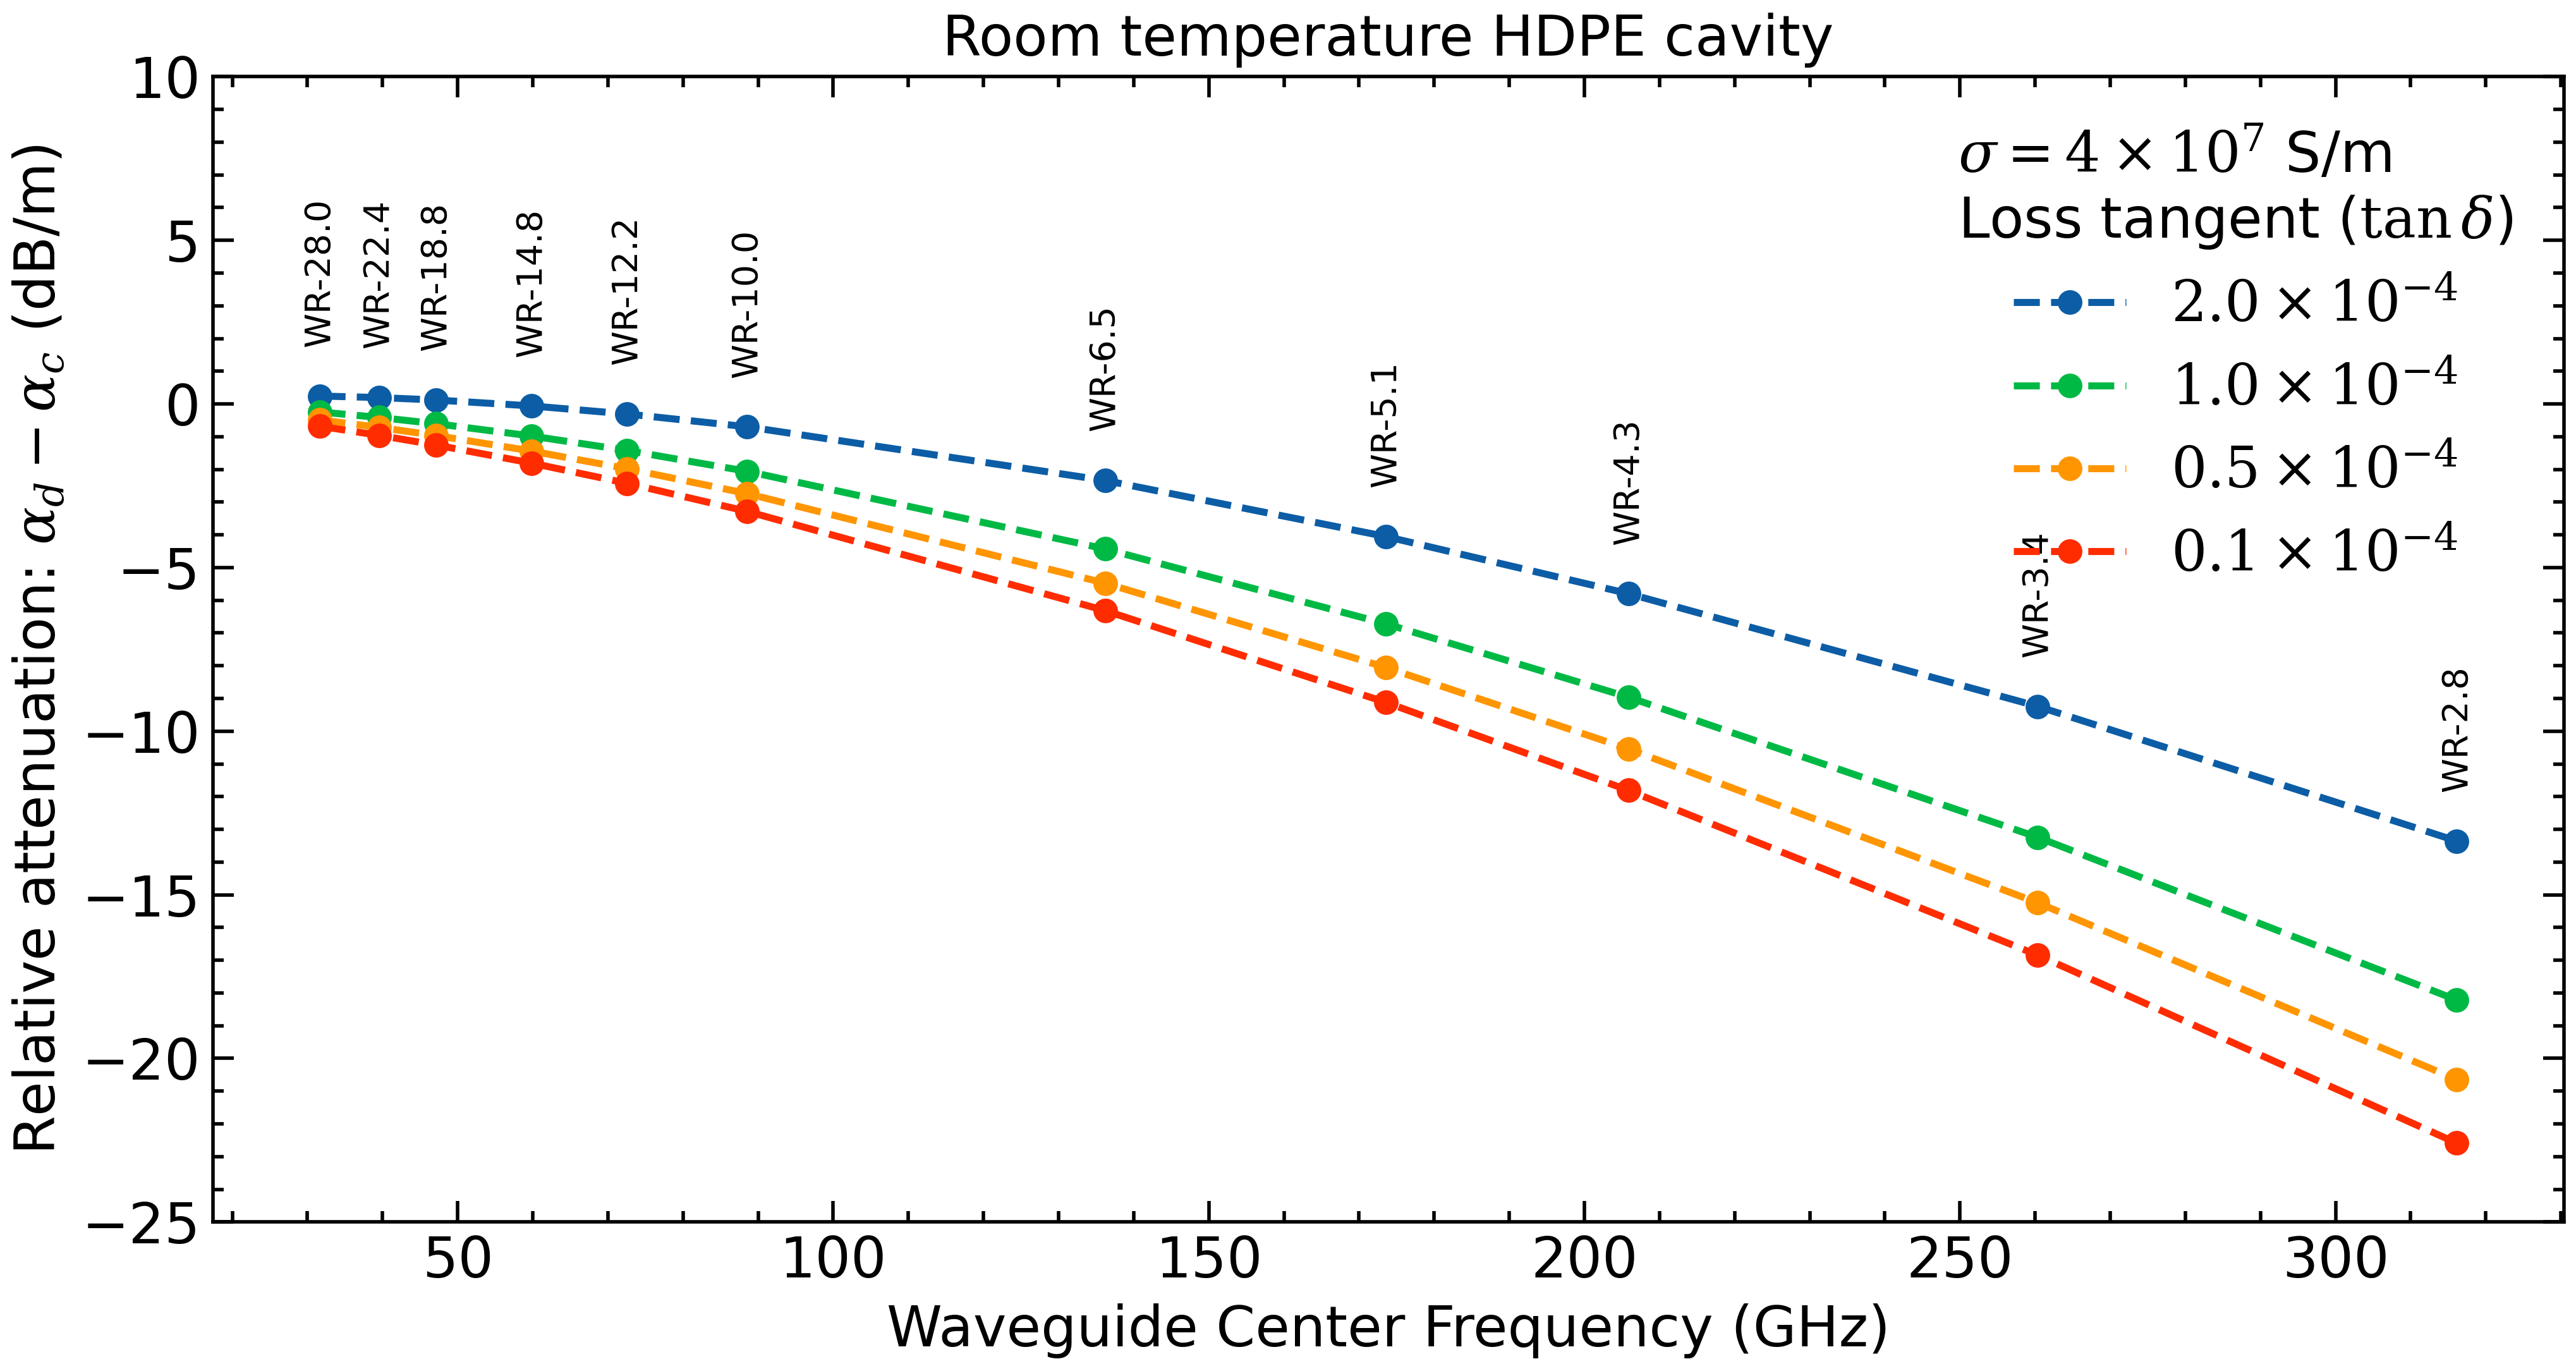 Room temperature HDPE cavity
Relative attenuation: α_d − α_c (dB/m)
10
5
0
−5
−10
−15
−20
−25
WR-28.0
WR-22.4
WR-18.8
WR-14.8
WR-12.2
WR-10.0
WR-6.5
WR-5.1
WR-4.3
WR-3.4
WR-2.8
σ = 4 × 10⁷ S/m
Loss tangent (tan δ)
2.0 × 10⁻⁴
1.0 × 10⁻⁴
0.5 × 10⁻⁴
0.1 × 10⁻⁴
50 100 150 200 250 300
Waveguide Center Frequency (GHz)